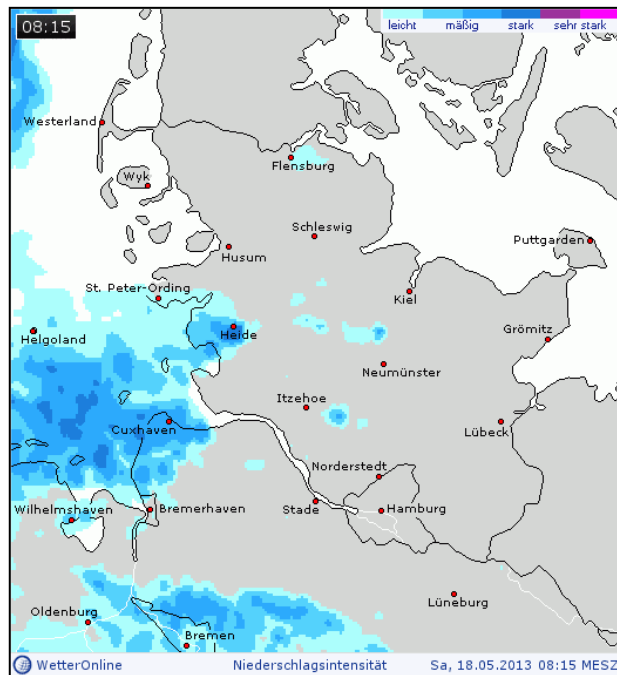 08:15
leicht mäßig stark sehr stark
Westerland
Flensburg
Wyk
Schleswig
Husum
Puttgarden
St. Peter-Ording
Kiel
Helgoland
Heide
Grömitz
Neumünster
Itzehoe
Cuxhaven
Lübeck
Norderstedt
Wilhelmshaven
Bremerhaven
Stade
Hamburg
Lüneburg
Oldenburg
Bremen
WetterOnline Niederschlagsintensität Sa, 18.05.2013 08:15 MESZ